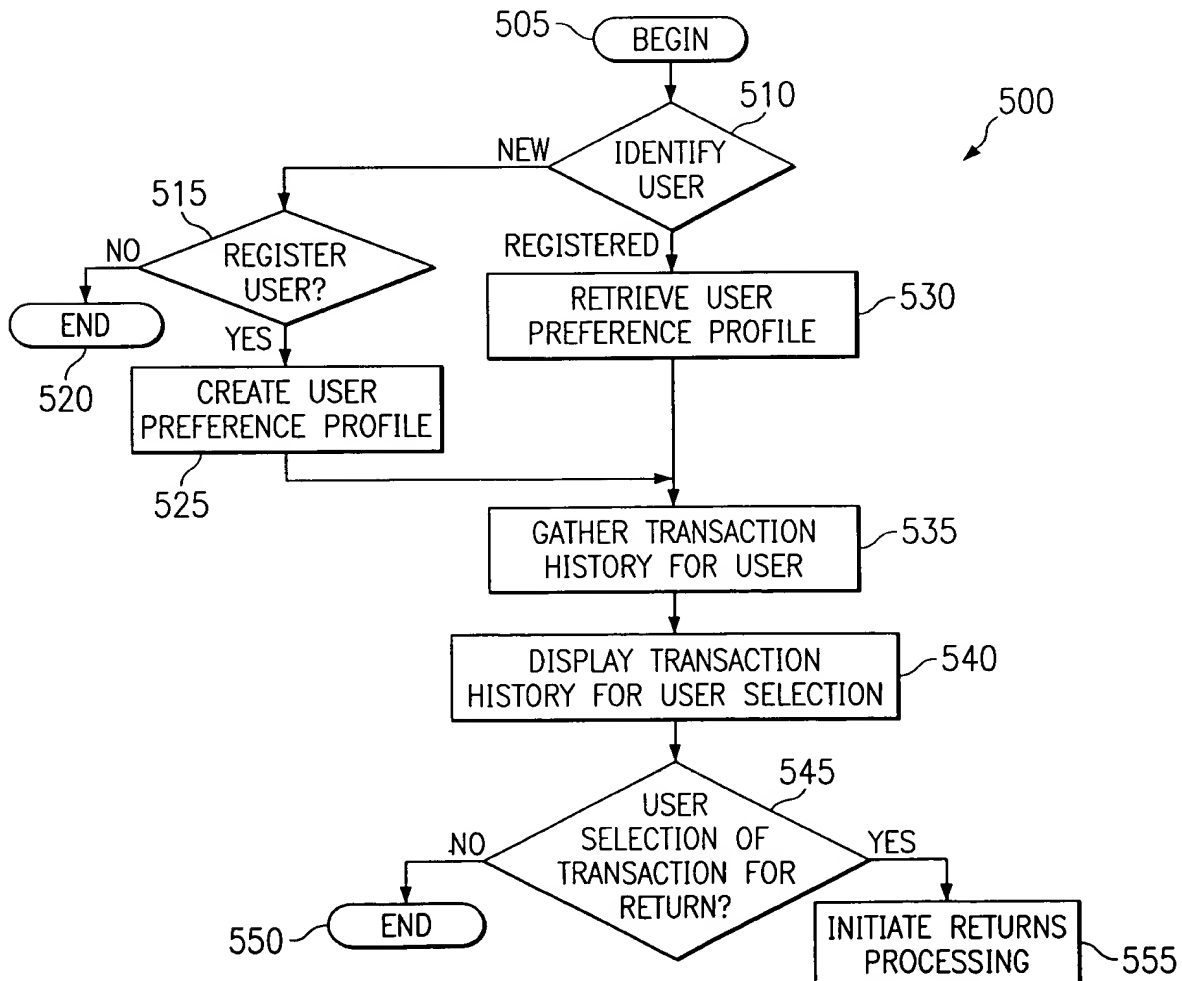 505
BEGIN
510
500
NEW
IDENTIFY
USER
515
REGISTERED
NO
REGISTER
USER?
RETRIEVE USER
PREFERENCE PROFILE
530
END
YES
520
CREATE USER
PREFERENCE PROFILE
525
GATHER TRANSACTION
HISTORY FOR USER
535
DISPLAY TRANSACTION
HISTORY FOR USER SELECTION
540
545
USER
SELECTION OF
TRANSACTION FOR
RETURN?
NO
YES
550
END
INITIATE RETURNS
PROCESSING
555